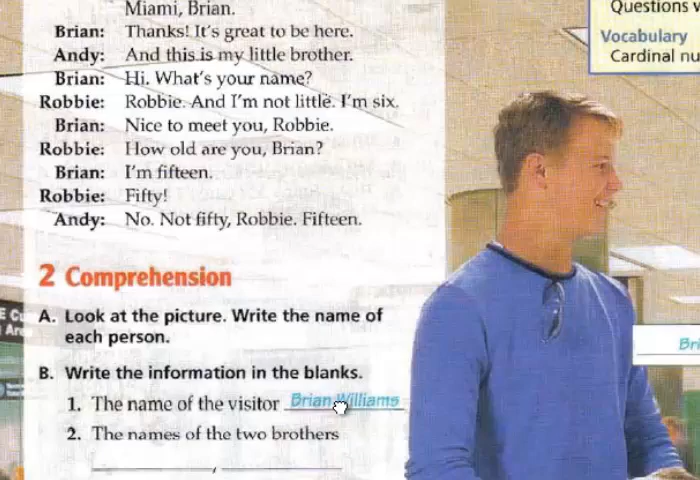 Miami, Brian.
Brian: Thanks! It's great to be here.
Andy: And this is my little brother.
Brian: Hi. What's your name?
Robbie: Robbie. And I'm not little. I'm six.
Brian: Nice to meet you, Robbie.
Robbie: How old are you, Brian?
Brian: I'm fifteen.
Robbie: Fifty!
Andy: No. Not fifty, Robbie. Fifteen.
2 Comprehension
A. Look at the picture. Write the name of
each person.
B. Write the information in the blanks.
1. The name of the visitor Brian Williams
2. The names of the two brothers
,
Questions
Vocabulary
Cardinal nu
Bri